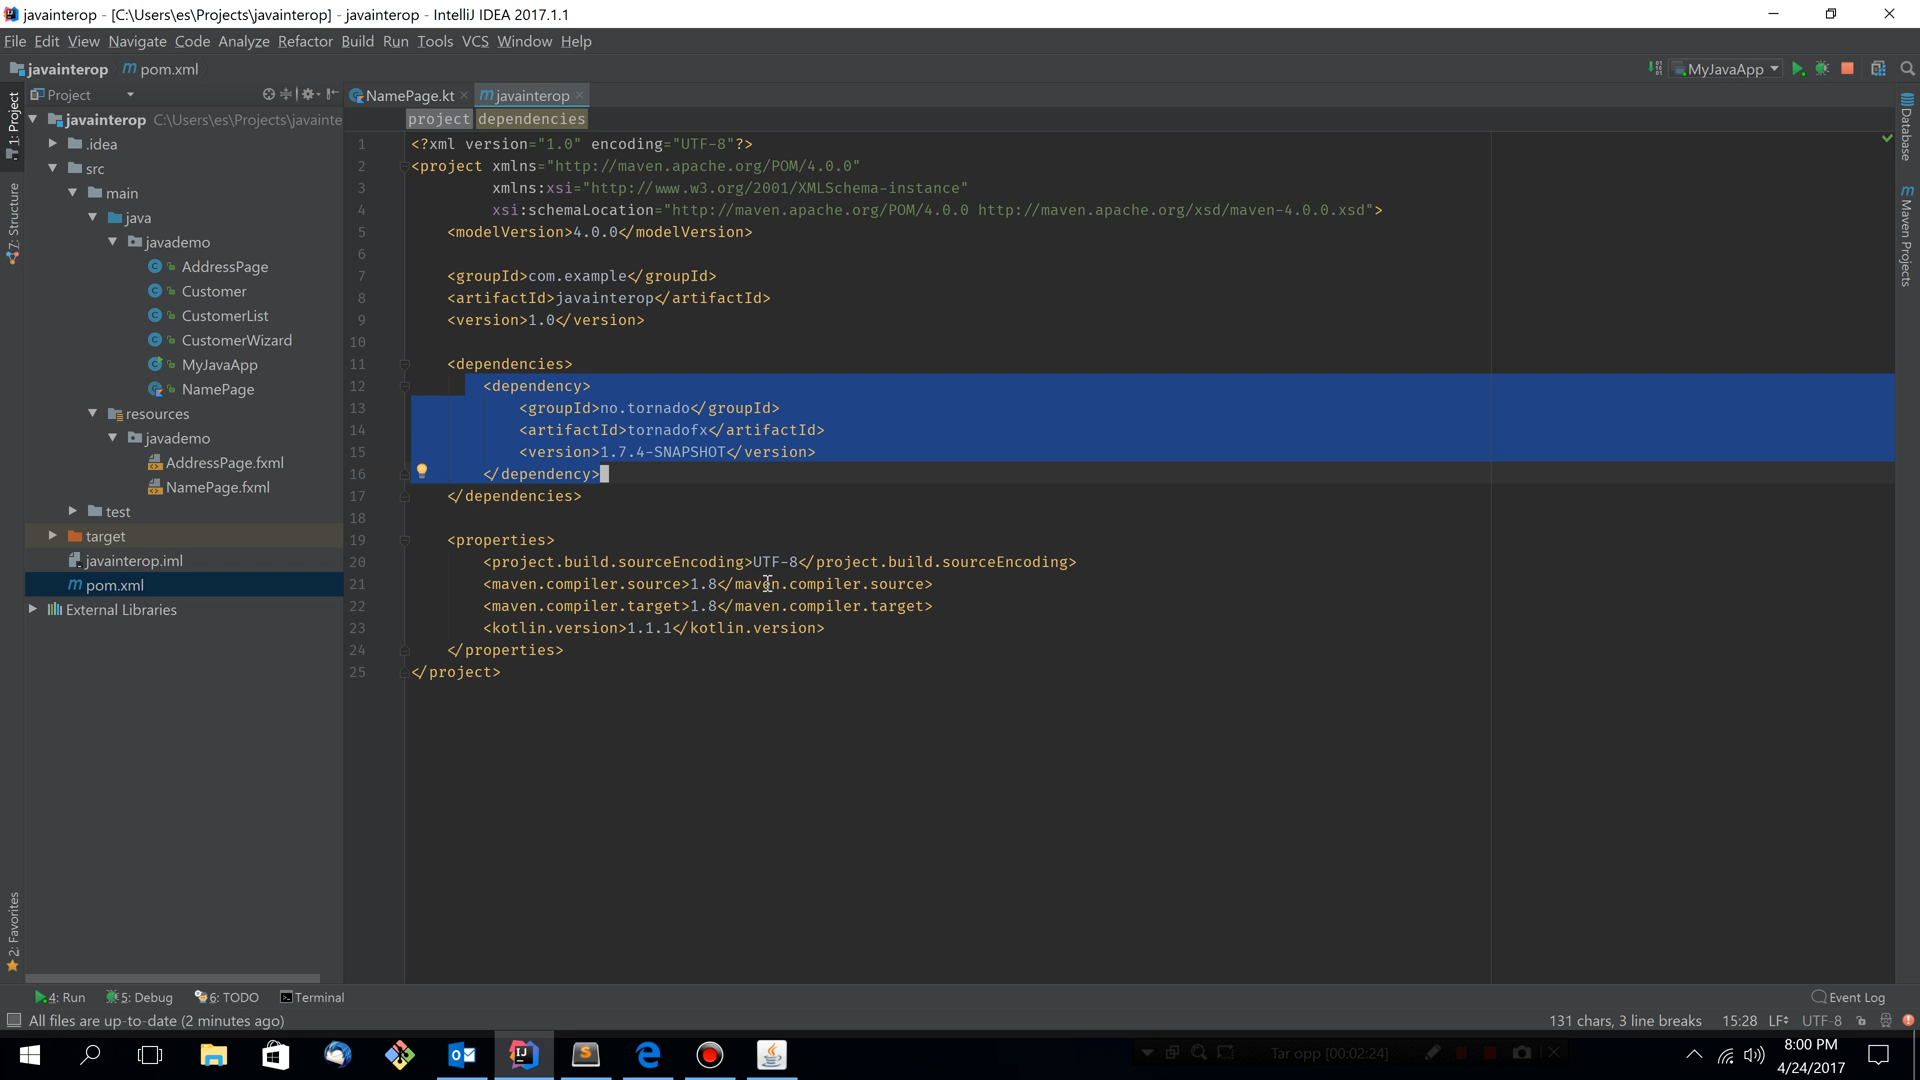 javainterop - [C:\Users\es\Projects\javainterop] - javainterop - IntelliJ IDEA 2017.1.1
File Edit View Navigate Code Analyze Refactor Build Run Tools VCS Window Help
javainterop m pom.xml
MyJavaApp
Project
NamePage.kt
m javainterop
project dependencies
1: Project
7: Structure
2: Favorites
javainterop C:\Users\es\Projects\javainte
.idea
src
main
java
javademo
AddressPage
Customer
CustomerList
CustomerWizard
MyJavaApp
NamePage
resources
javademo
AddressPage.fxml
NamePage.fxml
test
target
javainterop.iml
m pom.xml
External Libraries
1 <?xml version="1.0" encoding="UTF-8"?>
2 <project xmlns="http://maven.apache.org/POM/4.0.0"
3 xmlns:xsi="http://www.w3.org/2001/XMLSchema-instance"
4 xsi:schemaLocation="http://maven.apache.org/POM/4.0.0 http://maven.apache.org/xsd/maven-4.0.0.xsd">
5 <modelVersion>4.0.0</modelVersion>
6
7 <groupId>com.example</groupId>
8 <artifactId>javainterop</artifactId>
9 <version>1.0</version>
10
11 <dependencies>
12 <dependency>
13 <groupId>no.tornado</groupId>
14 <artifactId>tornadofx</artifactId>
15 <version>1.7.4-SNAPSHOT</version>
16 </dependency>
17 </dependencies>
18
19 <properties>
20 <project.build.sourceEncoding>UTF-8</project.build.sourceEncoding>
21 <maven.compiler.source>1.8</maven.compiler.source>
22 <maven.compiler.target>1.8</maven.compiler.target>
23 <kotlin.version>1.1.1</kotlin.version>
24 </properties>
25 </project>
Database
m Maven Projects
4: Run 5: Debug 6: TODO Terminal
Event Log
All files are up-to-date (2 minutes ago)
131 chars, 3 line breaks 15:28 LF UTF-8
Tar opp [00:02:24]
8:00 PM
4/24/2017